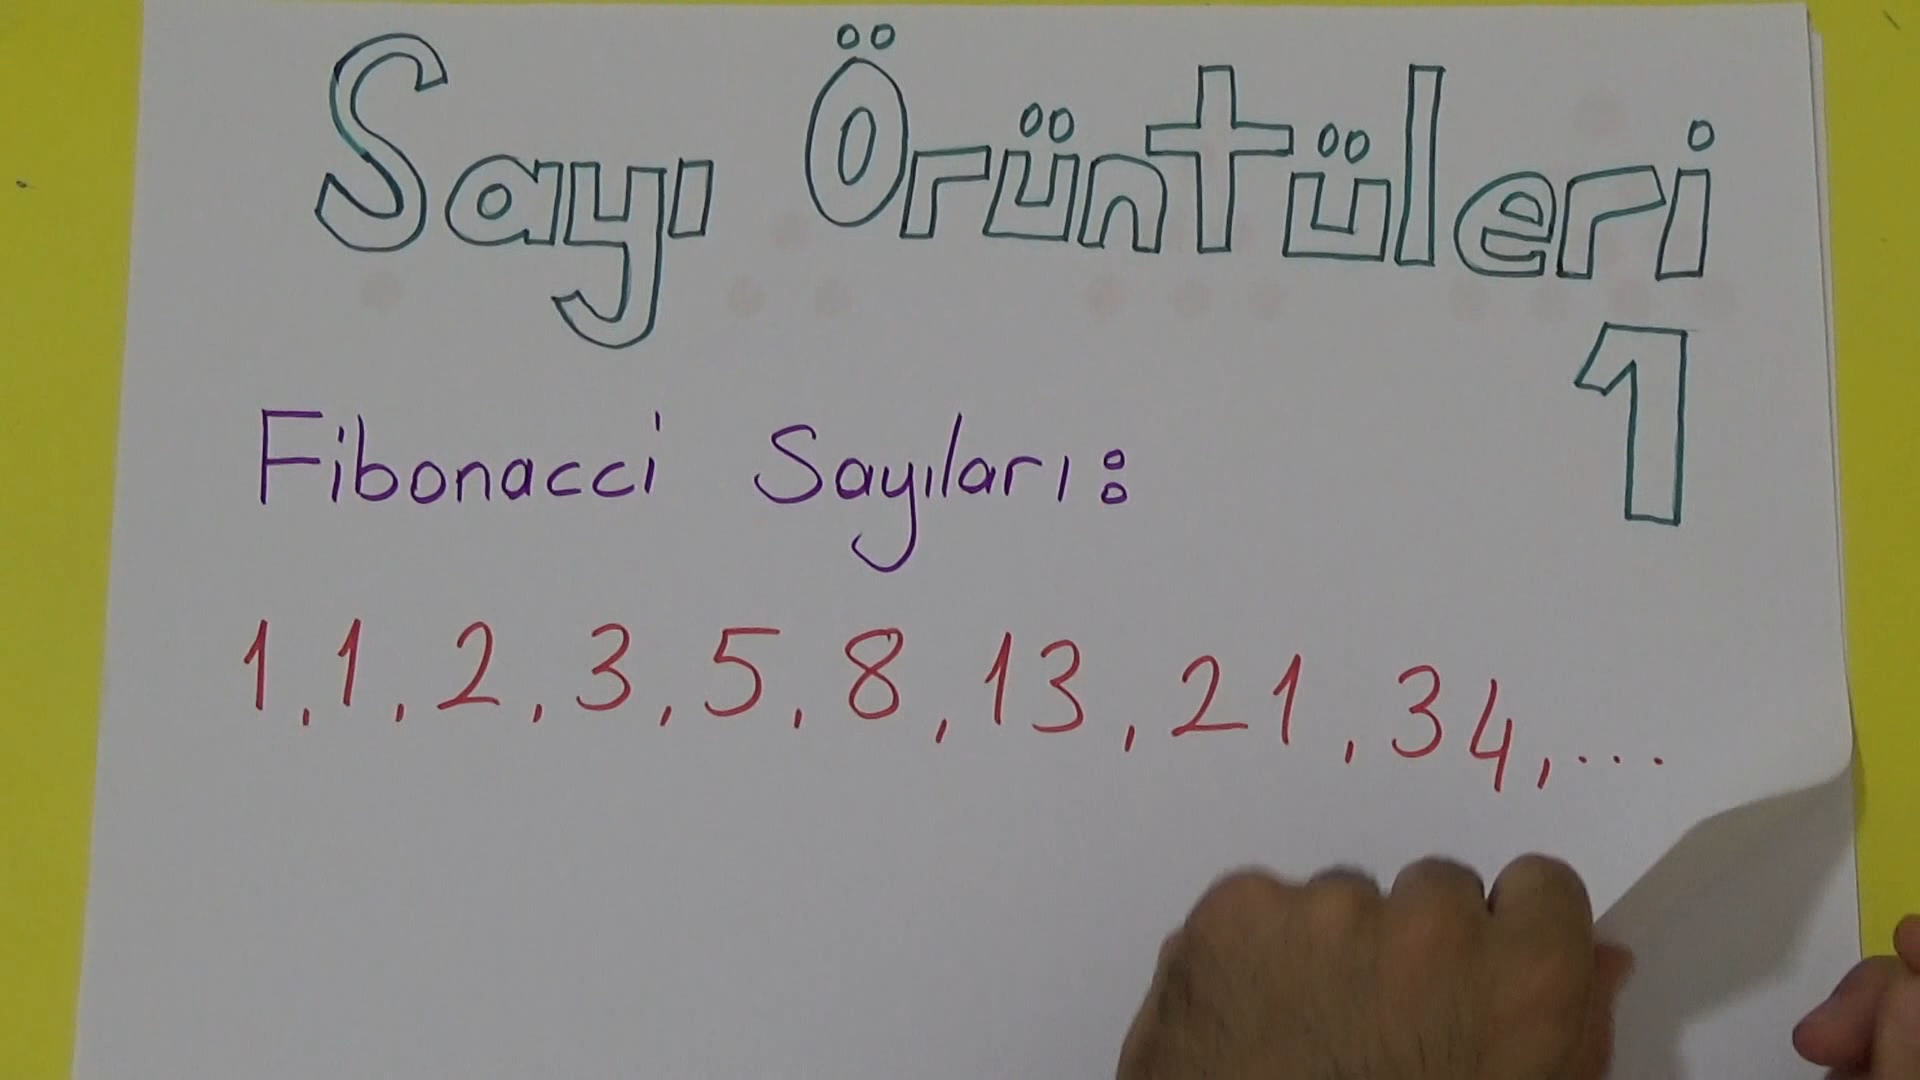 Sayı Örüntüleri
1
Fibonacci Sayıları:
1, 1, 2, 3, 5, 8, 13, 21, 34, ...